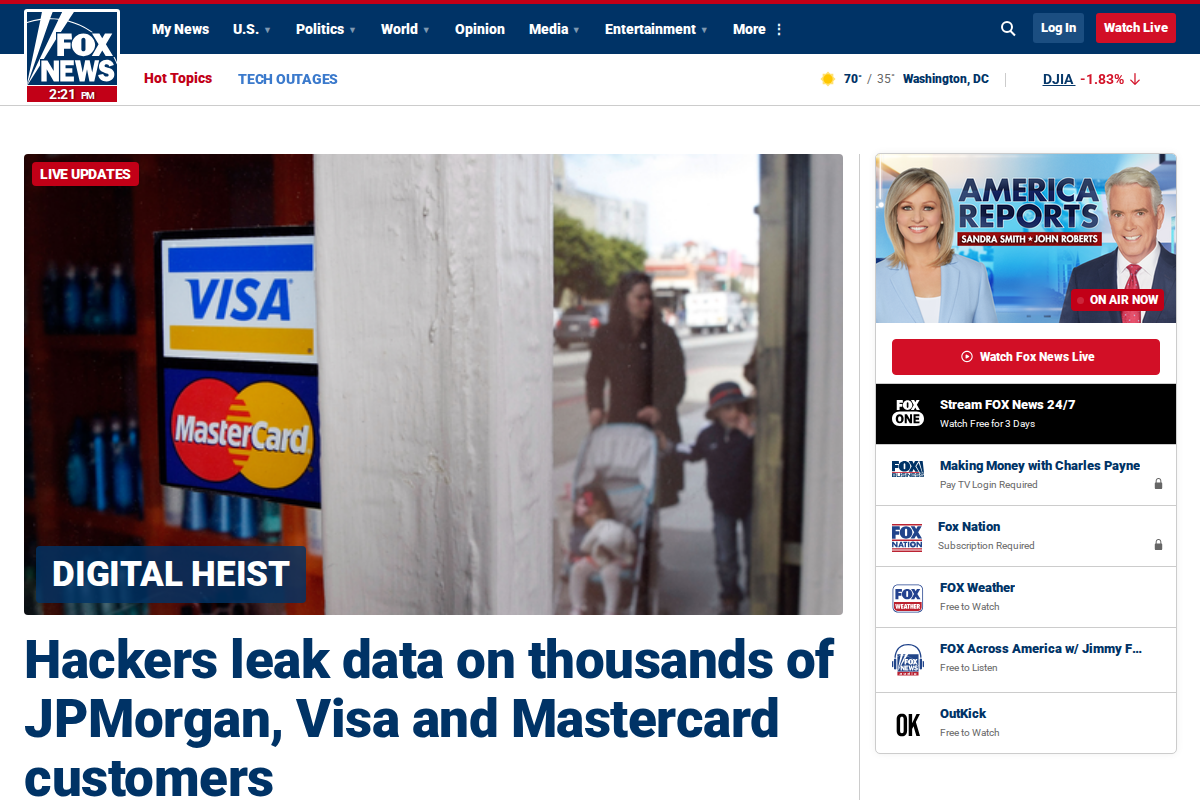 My News
U.S.
Politics
World
Opinion
Media
Entertainment
More
Log In
Watch Live
FOX
NEWS
2:21 PM
Hot Topics
TECH OUTAGES
70° / 35° Washington, DC
DJIA -1.83%
LIVE UPDATES
VISA
MasterCard
DIGITAL HEIST
Hackers leak data on thousands of
JPMorgan, Visa and Mastercard
customers
AMERICA
REPORTS
SANDRA SMITH ★ JOHN ROBERTS
ON AIR NOW
Watch Fox News Live
FOX
ONE
Stream FOX News 24/7
Watch Free for 3 Days
FOX
BUSINESS
Making Money with Charles Payne
Pay TV Login Required
FOX
NATION
Fox Nation
Subscription Required
FOX
WEATHER
FOX Weather
Free to Watch
FOX
NEWS
audio
FOX Across America w/ Jimmy F...
Free to Listen
OK
OutKick
Free to Watch